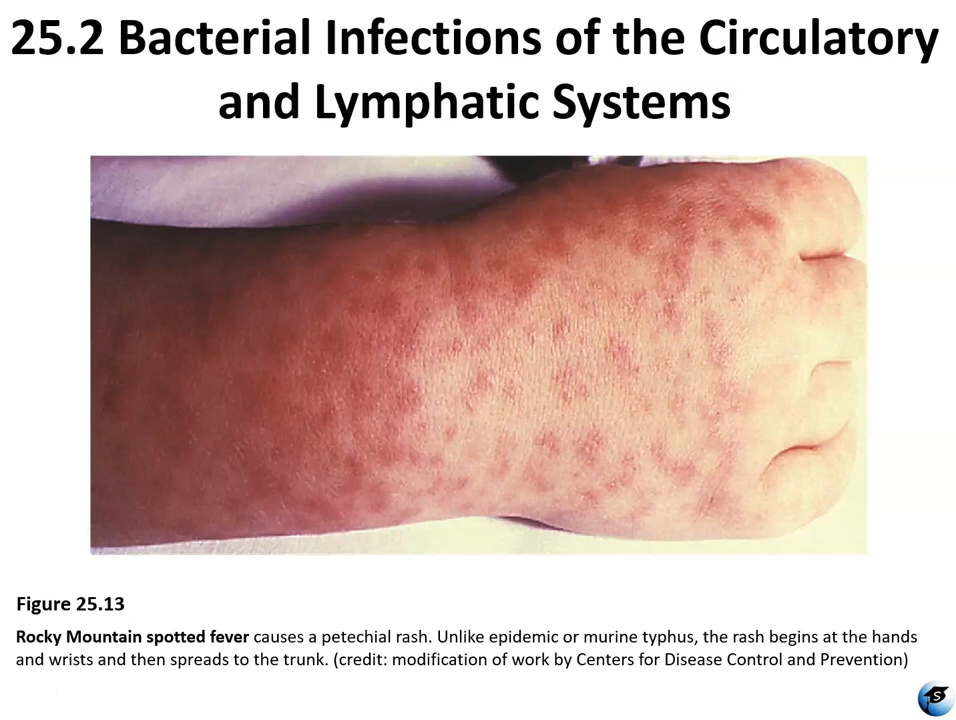 25.2 Bacterial Infections of the Circulatory
and Lymphatic Systems
Figure 25.13
Rocky Mountain spotted fever causes a petechial rash. Unlike epidemic or murine typhus, the rash begins at the hands
and wrists and then spreads to the trunk. (credit: modification of work by Centers for Disease Control and Prevention)
S